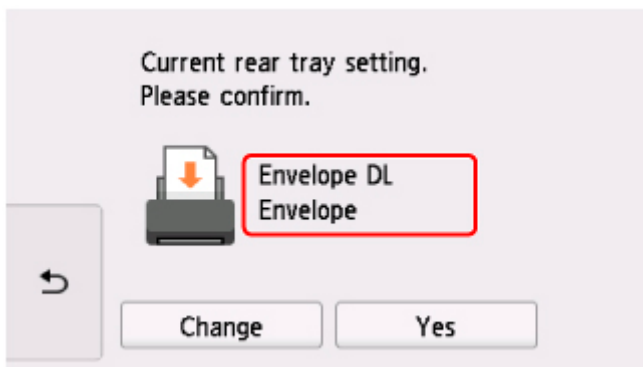 Current rear tray setting.
Please confirm.
Envelope DL
Envelope
Change
Yes